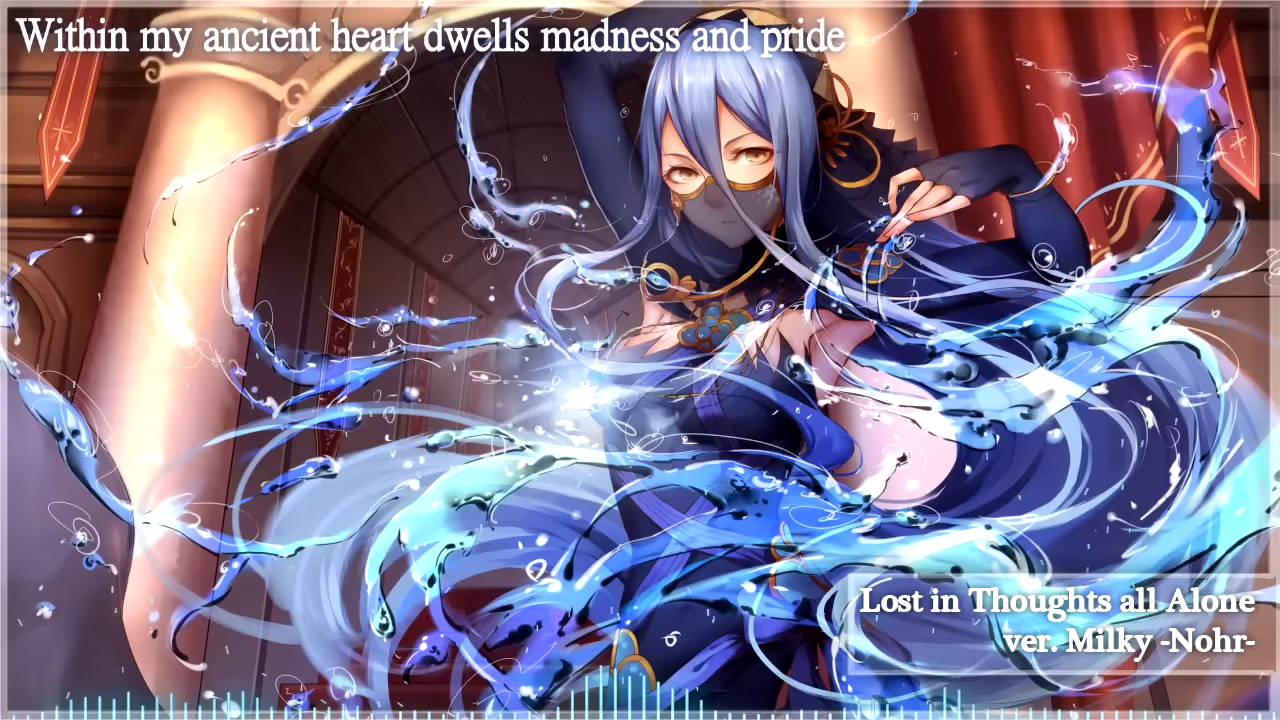 Within my ancient heart dwells madness and pride
Lost in Thoughts all Alone
ver. Milky -Nohr-